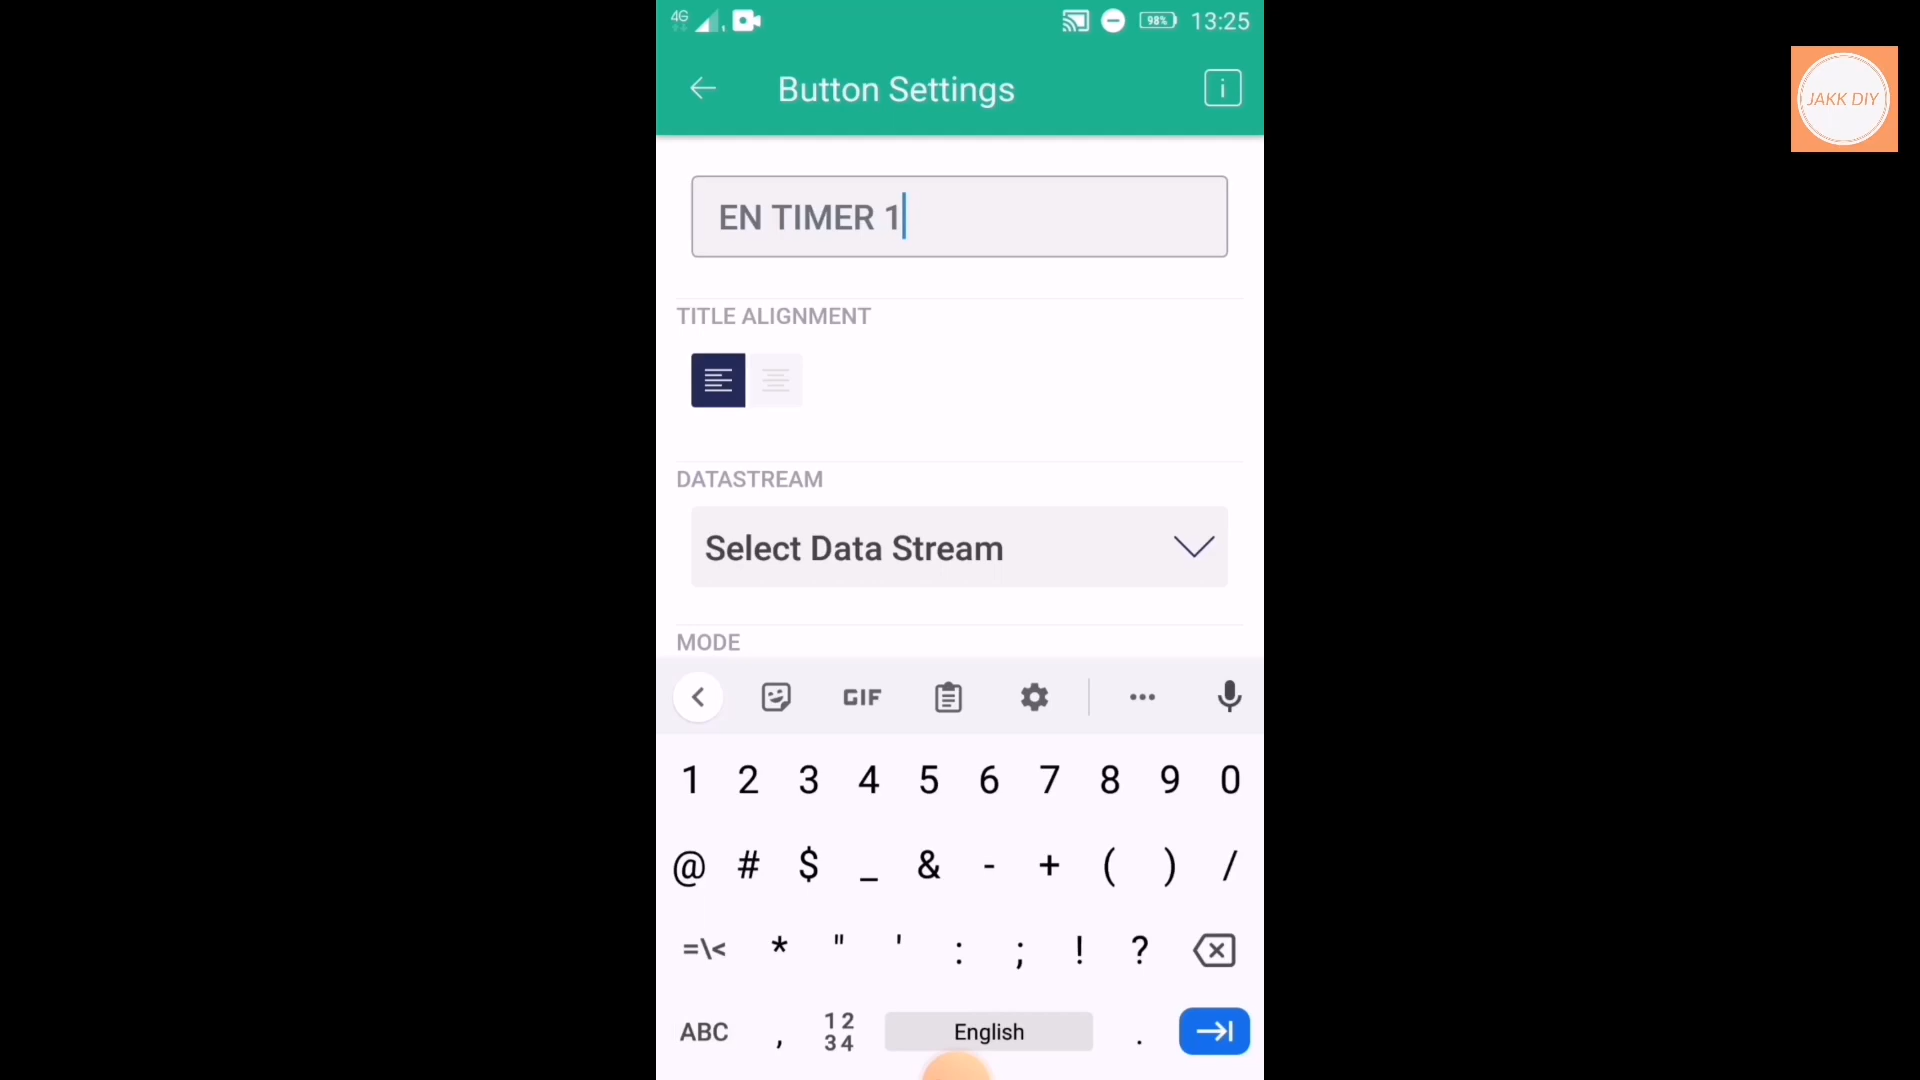 4G
98%
13:25
Button Settings
i
JAKK DIY
EN TIMER 1
TITLE ALIGNMENT
DATASTREAM
Select Data Stream
MODE
GIF
1 2 3 4 5 6 7 8 9 0
@ # $ _ & - + ( ) /
=\< * " ' : ; ! ?
ABC , 12 34 English .